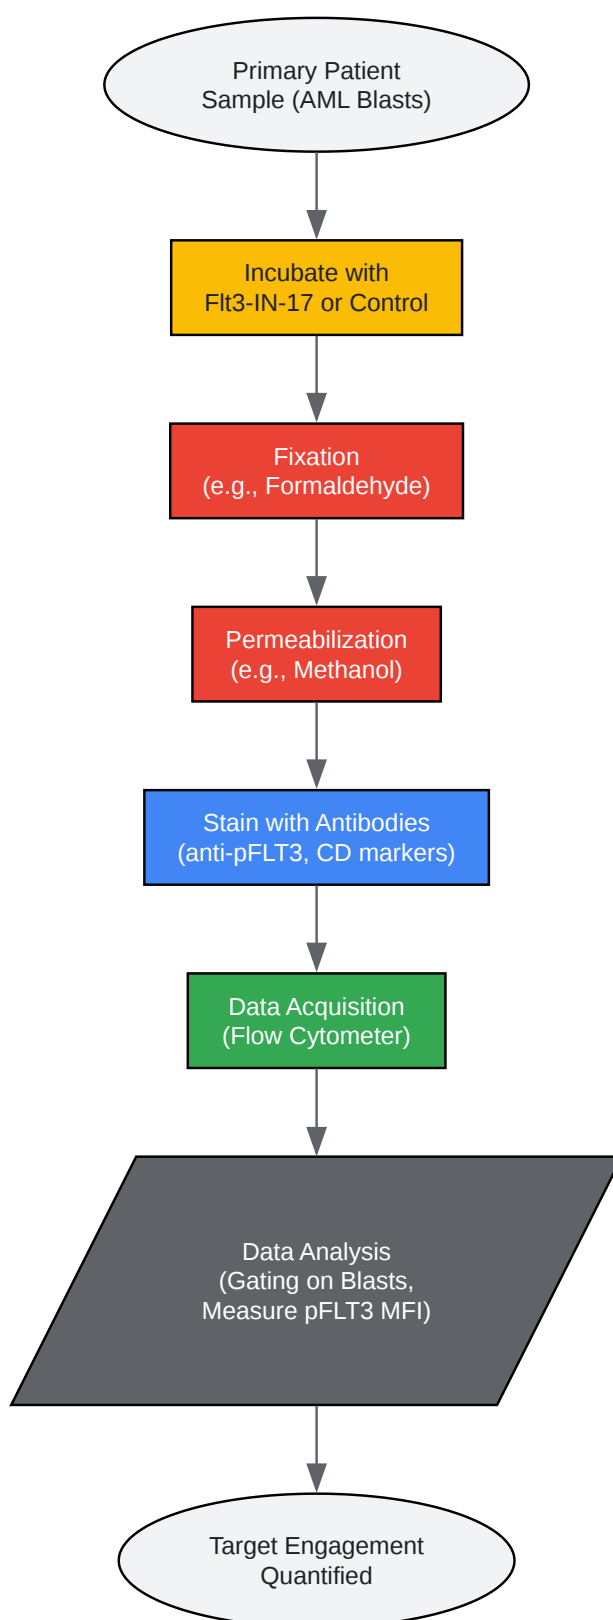 Primary Patient
Sample (AML Blasts)
Incubate with
Flt3-IN-17 or Control
Fixation
(e.g., Formaldehyde)
Permeabilization
(e.g., Methanol)
Stain with Antibodies
(anti-pFLT3, CD markers)
Data Acquisition
(Flow Cytometer)
Data Analysis
(Gating on Blasts,
Measure pFLT3 MFI)
Target Engagement
Quantified